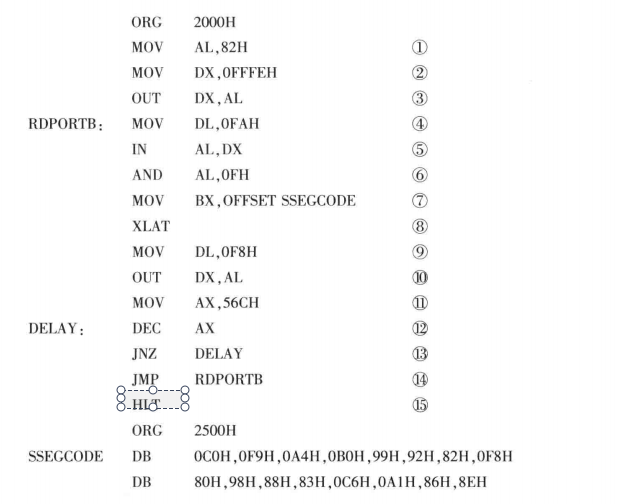 ORG 2000H
MOV AL,82H ①
MOV DX,0FFFEH ②
OUT DX,AL ③
RDPORTB: MOV DL,0FAH ④
IN AL,DX ⑤
AND AL,0FH ⑥
MOV BX,OFFSET SSEGCODE ⑦
XLAT ⑧
MOV DL,0F8H ⑨
OUT DX,AL ⑩
MOV AX,56CH ⑪
DELAY: DEC AX ⑫
JNZ DELAY ⑬
JMP RDPORTB ⑭
HLT ⑮
ORG 2500H
SSEGCODE DB 0C0H,0F9H,0A4H,0B0H,99H,92H,82H,0F8H
DB 80H,98H,88H,83H,0C6H,0A1H,86H,8EH